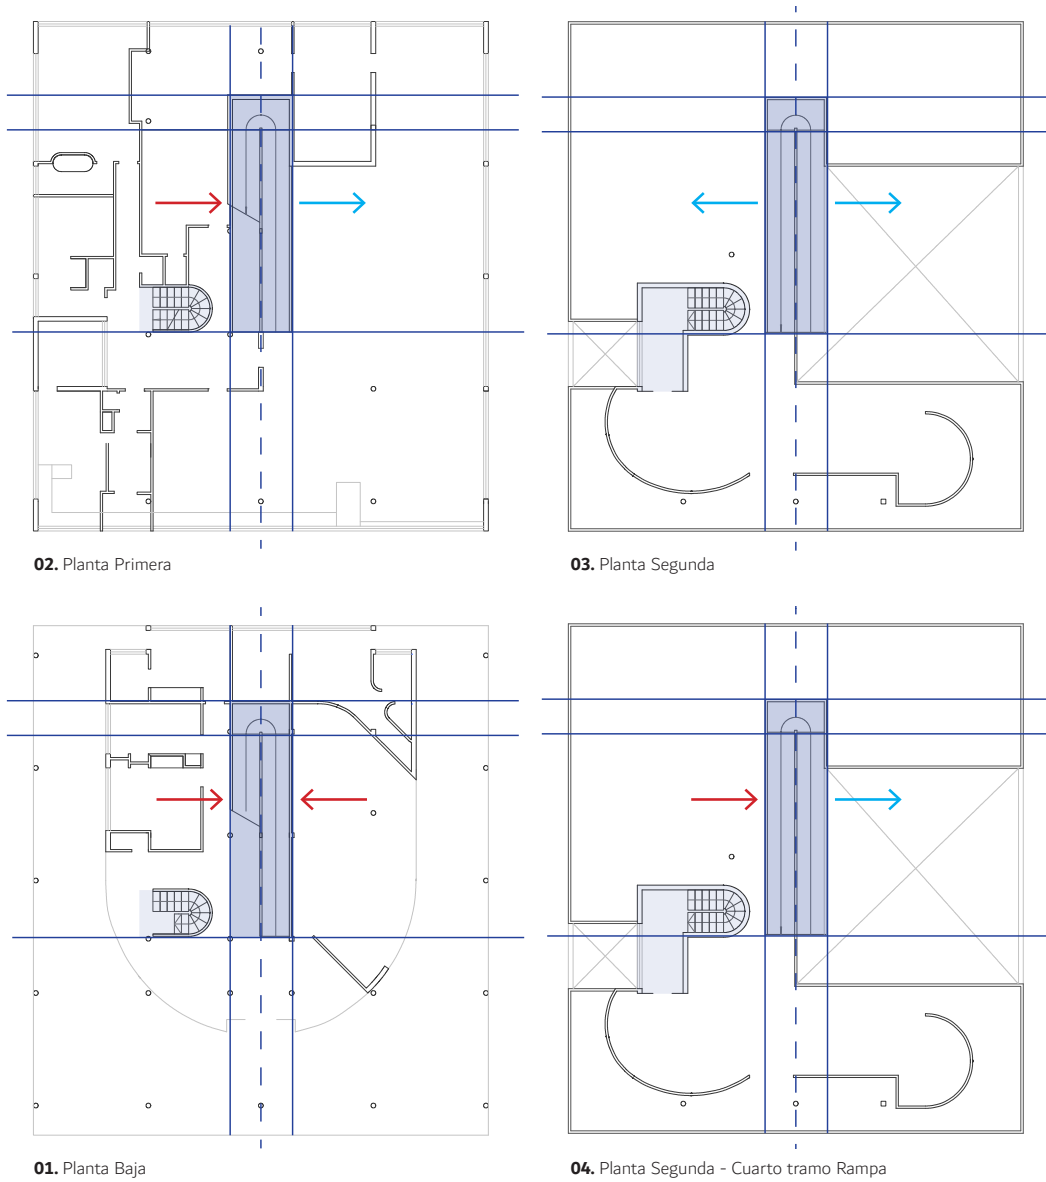 02. Planta Primera
03. Planta Segunda
01. Planta Baja
04. Planta Segunda - Cuarto tramo Rampa